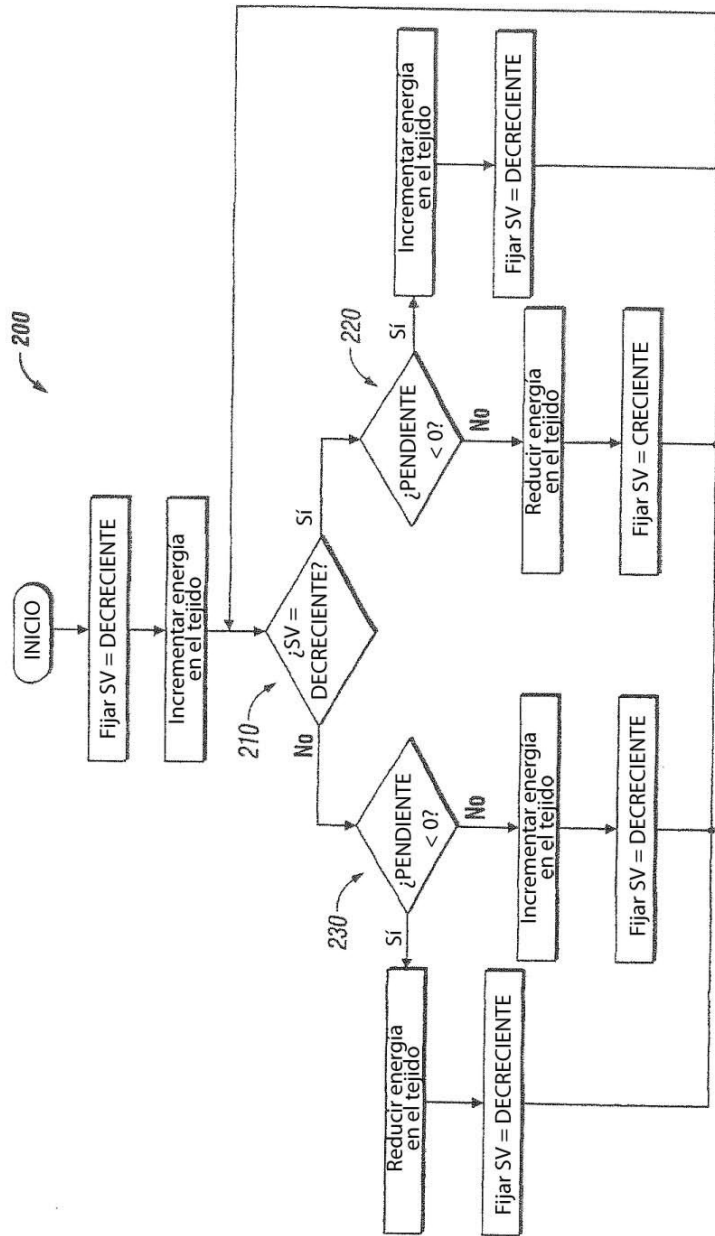 200
INICIO
Fijar SV = DECRECIENTE
Incrementar energía
en el tejido
210
¿SV =
DECRECIENTE?
No
Sí
230
¿PENDIENTE
< 0?
Sí
No
220
¿PENDIENTE
< 0?
Sí
No
Reducir energía
en el tejido
Fijar SV = DECRECIENTE
Incrementar energía
en el tejido
Fijar SV = DECRECIENTE
Reducir energía
en el tejido
Fijar SV = CRECIENTE
Incrementar energía
en el tejido
Fijar SV = DECRECIENTE